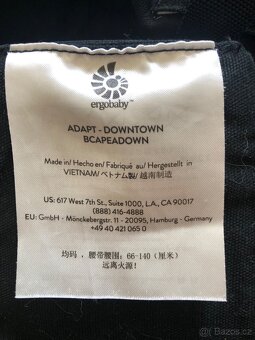 ergobaby
ADAPT - DOWNTOWN
BCAPEADOWN
Made in/ Hecho en/ Fabriqué au/ Hergestellt in
VIETNAM/ベトナム製/越南制造
US: 617 West 7th St., Suite 1000, L.A., CA 90017
(888) 416-4888
EU: GmbH - Mönckebergstr. 11 - 20095, Hamburg - Germany
+49 40 421 065 0
均码，腰带腰围：66-140（厘米）
远离火源！
Bazoš.cz